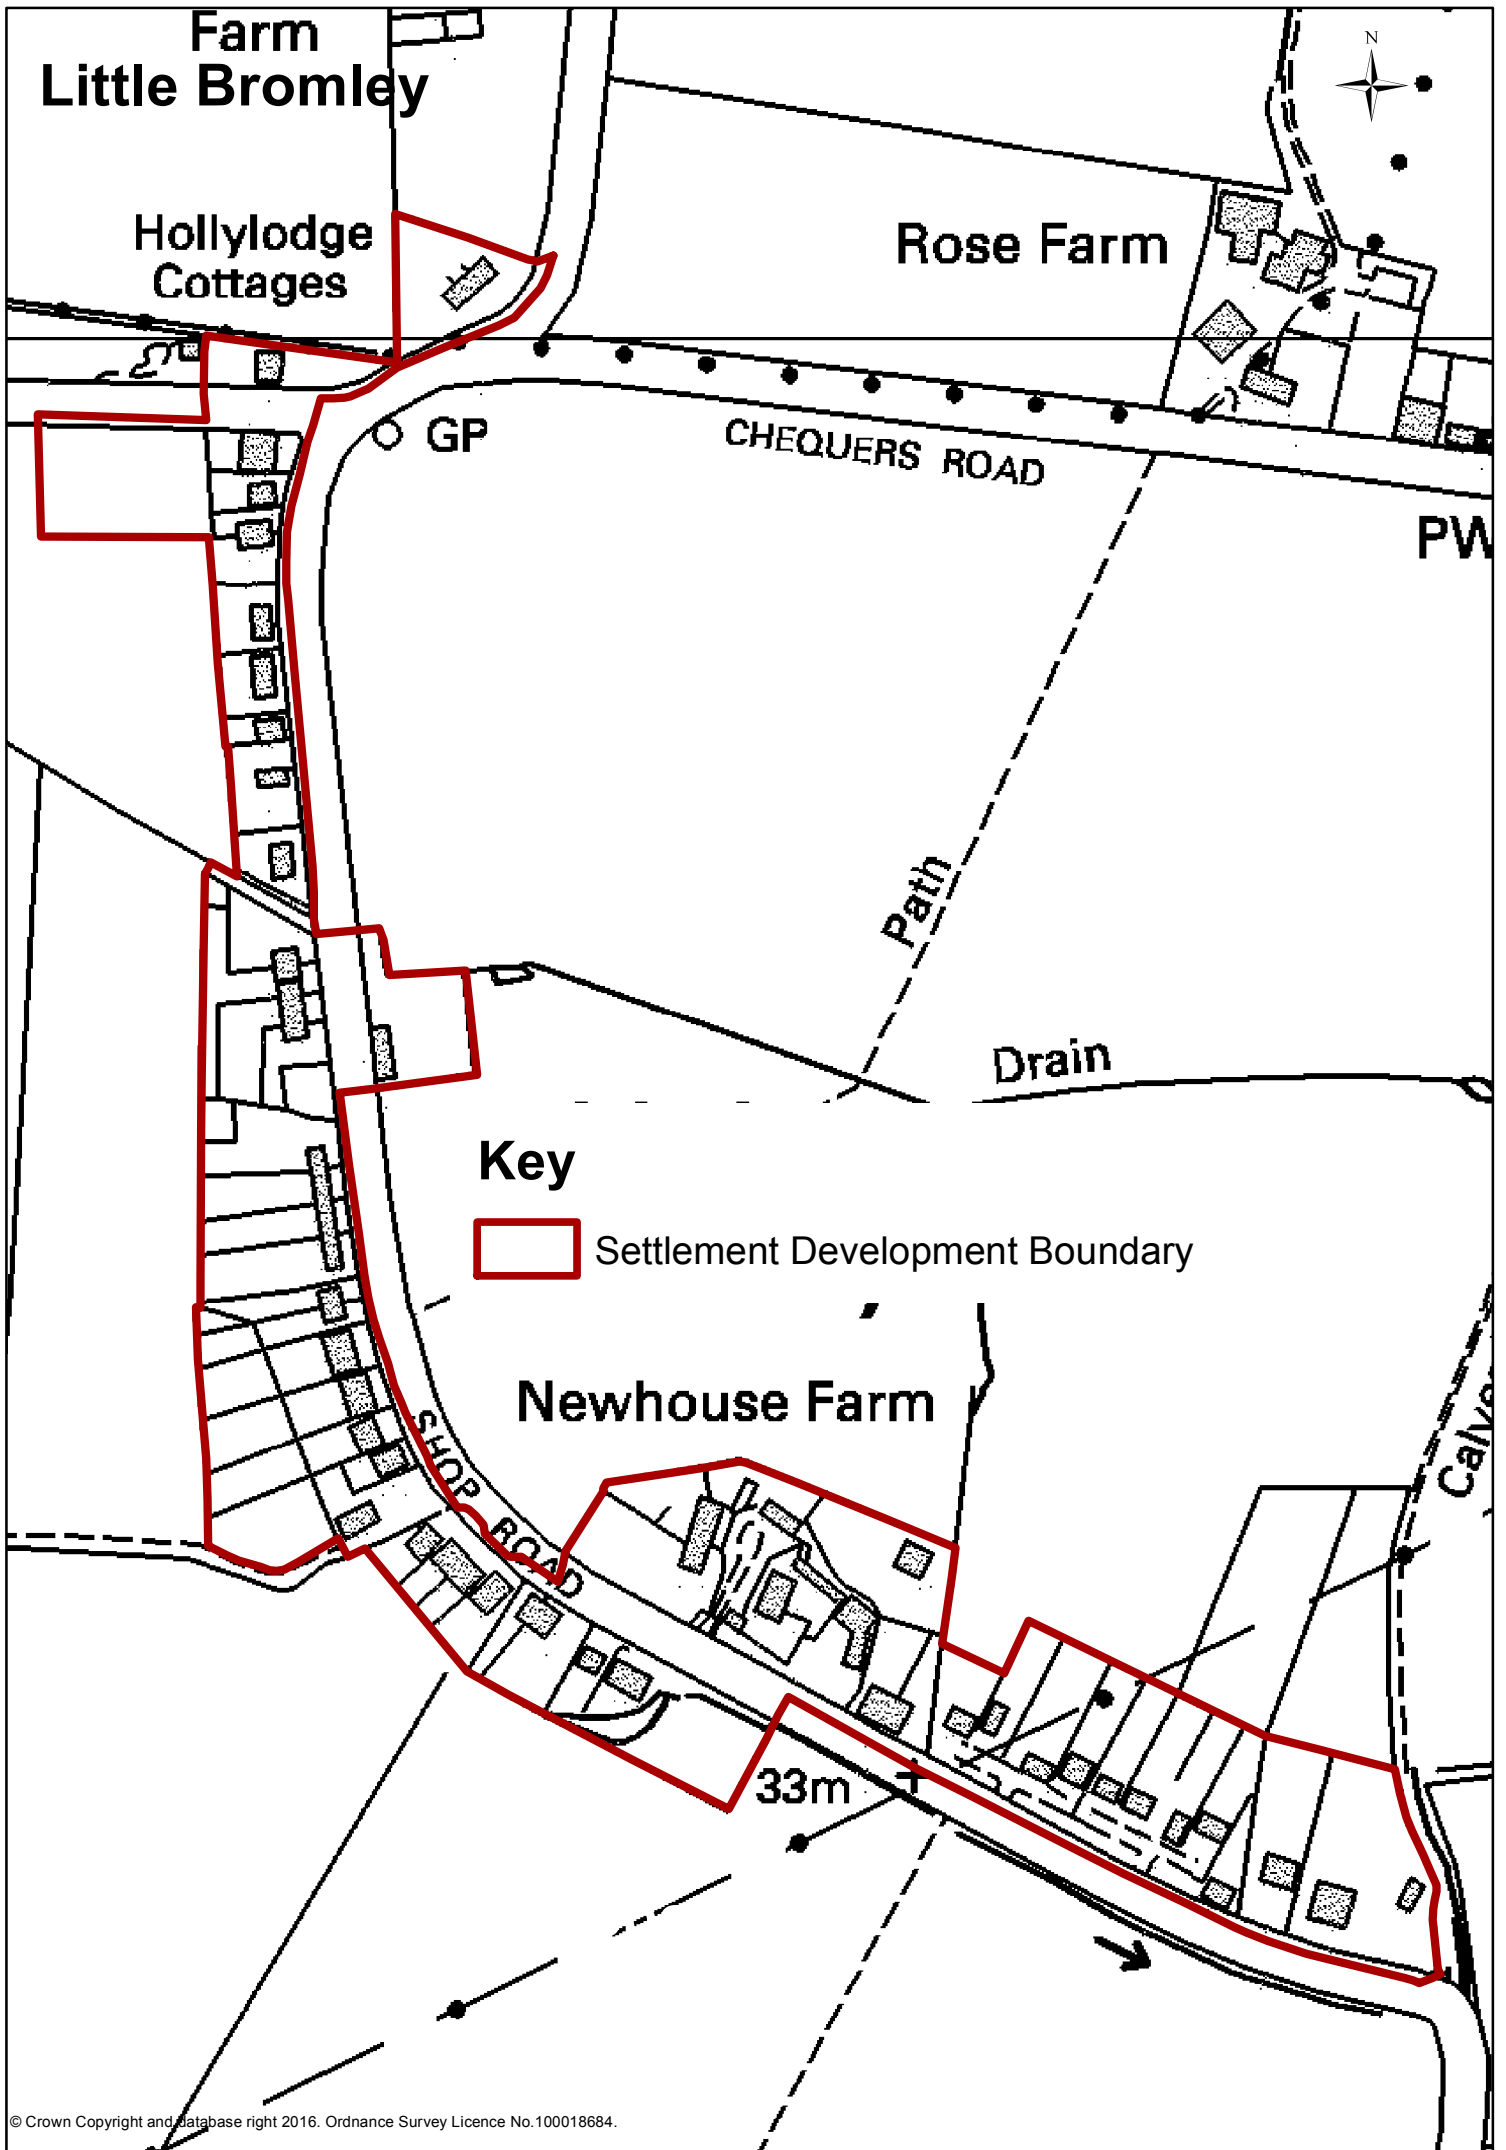 Farm
Little Bromley
N
Hollylodge
Cottages
Rose Farm
GP
CHEQUERS ROAD
PW
Path
Drain
Key
Settlement Development Boundary
Newhouse Farm
SHOP ROAD
33m
© Crown Copyright and database right 2016. Ordnance Survey Licence No.100018684.